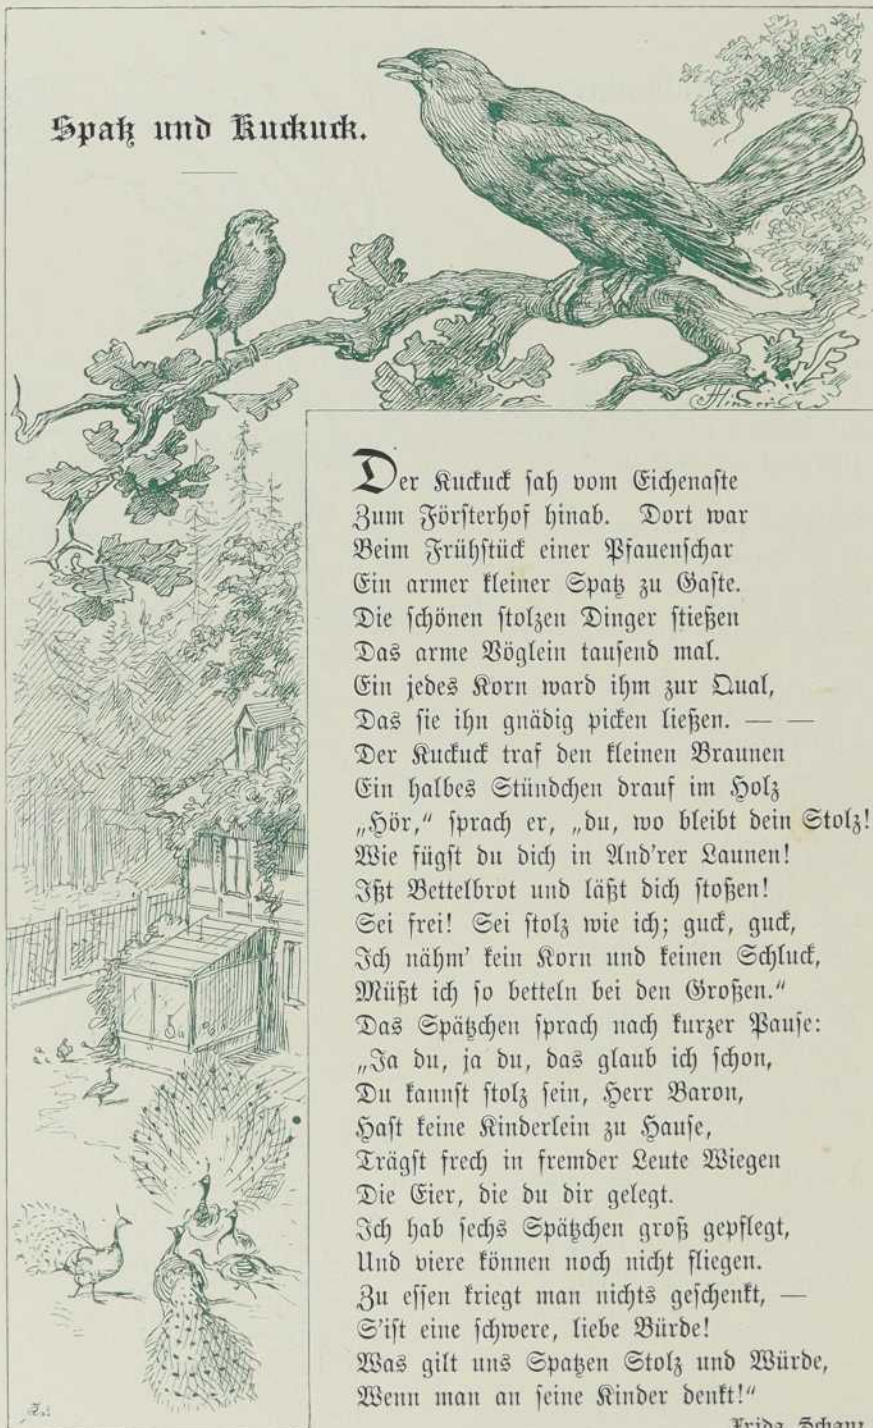 Spatz und Kuckuck.
Der Kuckuck sah vom Eichenaste
Zum Försterhof hinab. Dort war
Beim Frühstück einer Pfauenschar
Ein armer kleiner Spatz zu Gaste.
Die schönen stolzen Dinger stießen
Das arme Vöglein tausend mal.
Ein jedes Korn ward ihm zur Qual,
Das sie ihn gnädig picken ließen. — —
Der Kuckuck traf den kleinen Braunen
Ein halbes Stündchen drauf im Holz
„Hör,“ sprach er, „du, wo bleibt dein Stolz!
Wie fügst du dich in And'rer Launen!
Ißt Bettelbrot und läßt dich stoßen!
Sei frei! Sei stolz wie ich; guck, guck,
Ich nähm' kein Korn und keinen Schluck,
Müßt ich so betteln bei den Großen.“
Das Spätzchen sprach nach kurzer Pause:
„Ja du, ja du, das glaub ich schon,
Du kannst stolz sein, Herr Baron,
Hast keine Kinderlein zu Hause,
Trägst frech in fremder Leute Wiegen
Die Eier, die du dir gelegt.
Ich hab sechs Spätzchen groß gepflegt,
Und viere können noch nicht fliegen.
Zu essen kriegt man nichts geschenkt, —
S'ist eine schwere, liebe Bürde!
Was gilt uns Spatzen Stolz und Würde,
Wenn man an seine Kinder denkt!“
Frida Schanz